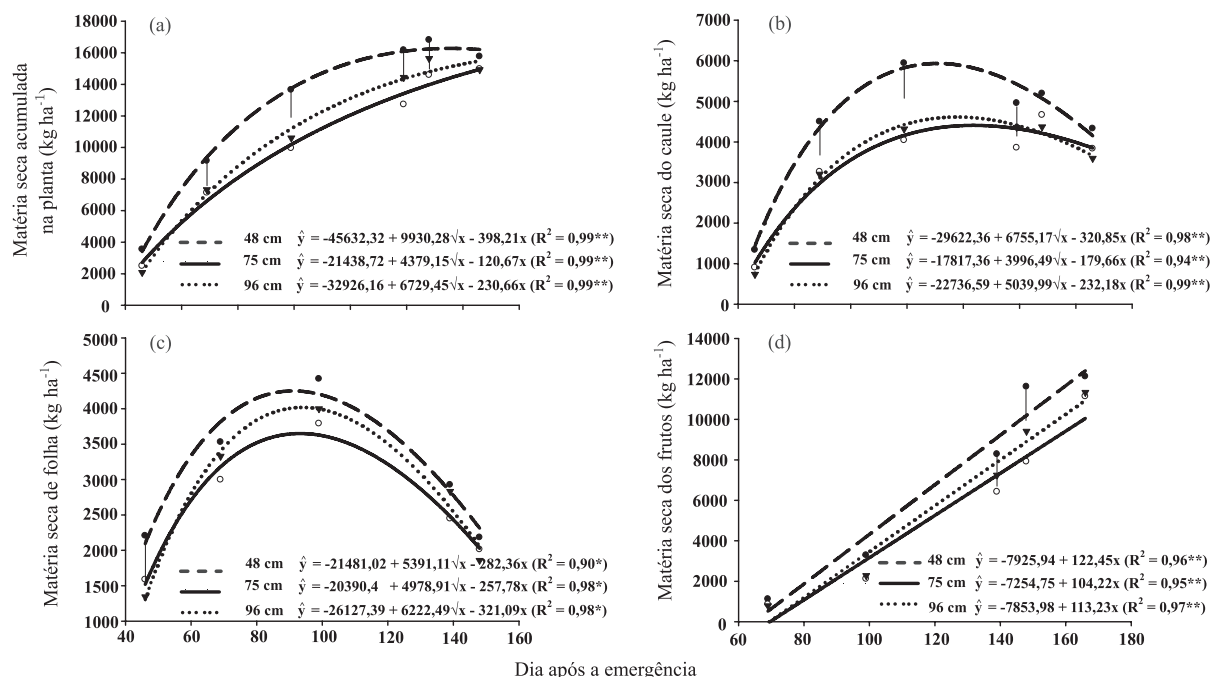 (a)
Matéria seca acumulada
na planta (kg ha-1)
18000
16000
14000
12000
10000
8000
6000
4000
2000
0
48 cm ŷ = -45632,32 + 9930,28√x - 398,21x (R2 = 0,99**)
75 cm ŷ = -21438,72 + 4379,15√x - 120,67x (R2 = 0,99**)
96 cm ŷ = -32926,16 + 6729,45√x - 230,66x (R2 = 0,99**)
(b)
Matéria seca do caule (kg ha-1)
7000
6000
5000
4000
3000
2000
1000
0
48 cm ŷ = -29622,36 + 6755,17√x - 320,85x (R2 = 0,98**)
75 cm ŷ = -17817,36 + 3996,49√x - 179,66x (R2 = 0,94**)
96 cm ŷ = -22736,59 + 5039,99√x - 232,18x (R2 = 0,99**)
(c)
Matéria seca de folha (kg ha-1)
5000
4500
4000
3500
3000
2500
2000
1500
1000
48 cm ŷ = -21481,02 + 5391,11√x - 282,36x (R2 = 0,90*)
75 cm ŷ = -20390,4 + 4978,91√x - 257,78x (R2 = 0,98*)
96 cm ŷ = -26127,39 + 6222,49√x - 321,09x (R2 = 0,98*)
40 60 80 100 120 140 160
(d)
Matéria seca dos frutos (kg ha-1)
14000
12000
10000
8000
6000
4000
2000
0
48 cm ŷ = -7925,94 + 122,45x (R2 = 0,96**)
75 cm ŷ = -7254,75 + 104,22x (R2 = 0,95**)
96 cm ŷ = -7853,98 + 113,23x (R2 = 0,97**)
60 80 100 120 140 160 180
Dia após a emergência